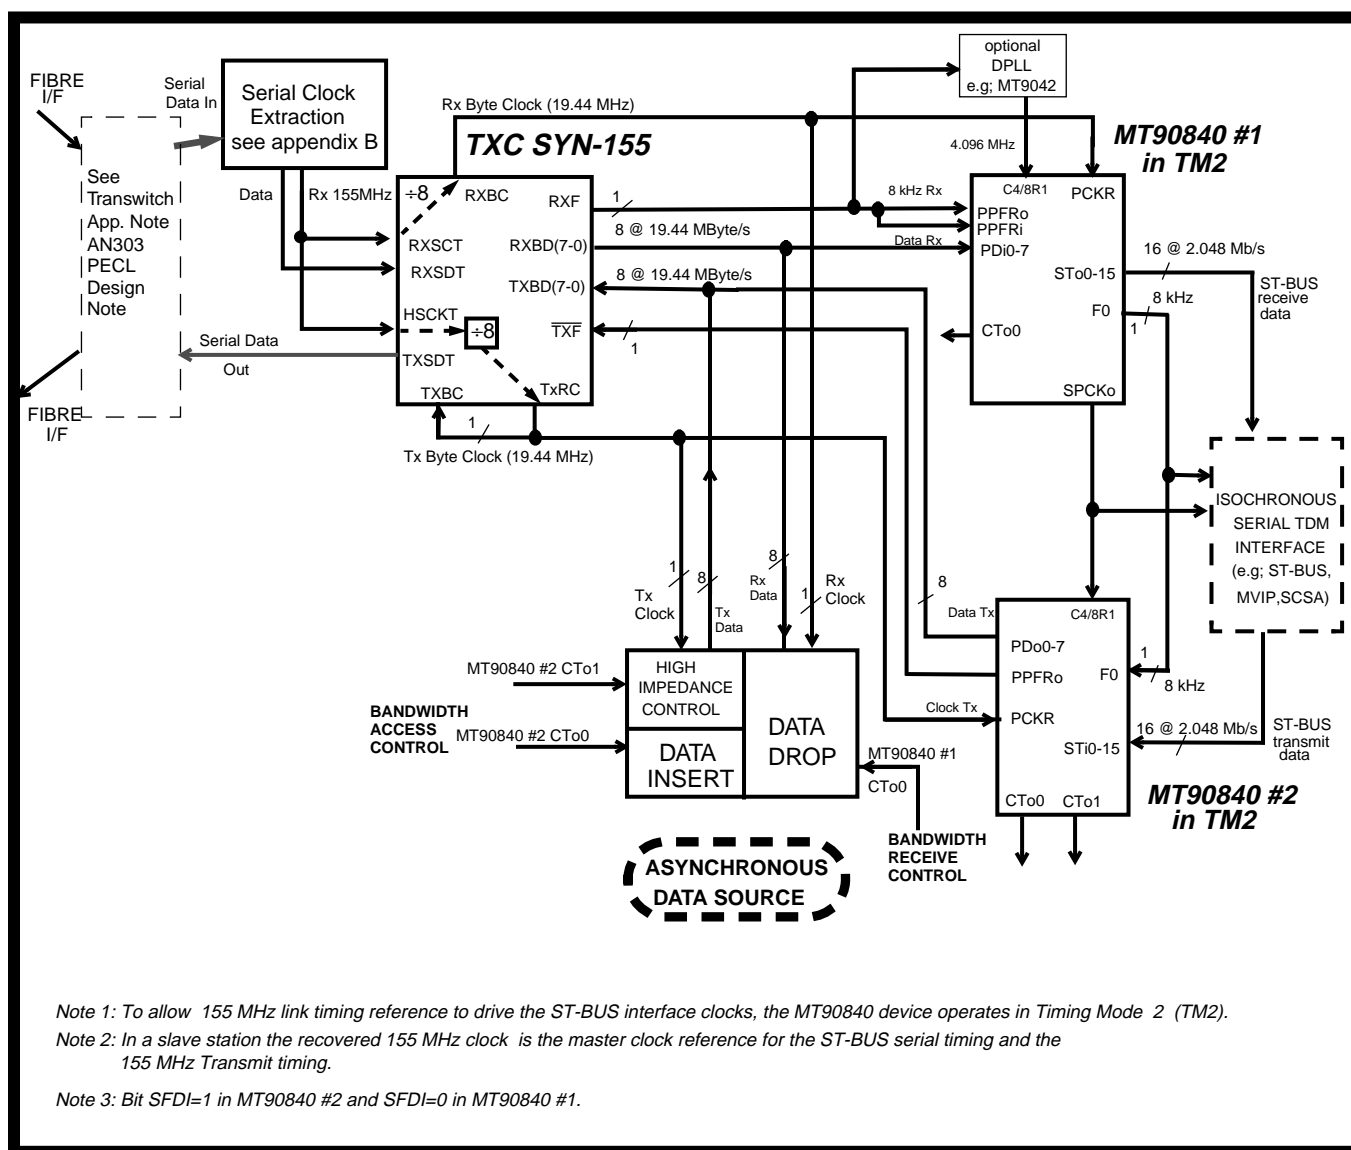 FIBRE
I/F
Serial
Data In
Serial Clock
Extraction
see appendix B
See
Transwitch
App. Note
AN303
PECL
Design
Note
Data
Rx 155MHz
Serial Data
Out
FIBRE
I/F
Rx Byte Clock (19.44 MHz)
TXC SYN-155
÷8
RXBC
RXF
RXSCT
RXBD(7-0)
RXSDT
TXBD(7-0)
HSCKT
÷8
TXF
TXSDT
TXBC
TxRC
1
Tx Byte Clock (19.44 MHz)
1
8 @ 19.44 MByte/s
8 @ 19.44 MByte/s
1
optional
DPLL
e.g; MT9042
4.096 MHz
8 kHz Rx
Data Rx
MT90840 #1
in TM2
C4/8R1
PCKR
PPFRo
PPFRi
PDi0-7
STo0-15
F0
CTo0
SPCKo
16 @ 2.048 Mb/s
8 kHz
1
ST-BUS
receive
data
ISOCHRONOUS
SERIAL TDM
INTERFACE
(e.g; ST-BUS,
MVIP,SCSA)
1
Tx
Clock
8
Tx
Data
8
Rx
Data
1
Rx
Clock
8
Data Tx
Clock Tx
C4/8R1
PDo0-7
PPFRo
F0
PCKR
STi0-15
CTo0
CTo1
1
8 kHz
16 @ 2.048 Mb/s
ST-BUS
transmit
data
MT90840 #2
in TM2
MT90840 #2 CTo1
BANDWIDTH
ACCESS
CONTROL
MT90840 #2 CTo0
HIGH
IMPEDANCE
CONTROL
DATA
INSERT
DATA
DROP
MT90840 #1
CTo0
BANDWIDTH
RECEIVE
CONTROL
ASYNCHRONOUS
DATA SOURCE
Note 1: To allow 155 MHz link timing reference to drive the ST-BUS interface clocks, the MT90840 device operates in Timing Mode 2 (TM2).
Note 2: In a slave station the recovered 155 MHz clock is the master clock reference for the ST-BUS serial timing and the
155 MHz Transmit timing.
Note 3: Bit SFDI=1 in MT90840 #2 and SFDI=0 in MT90840 #1.